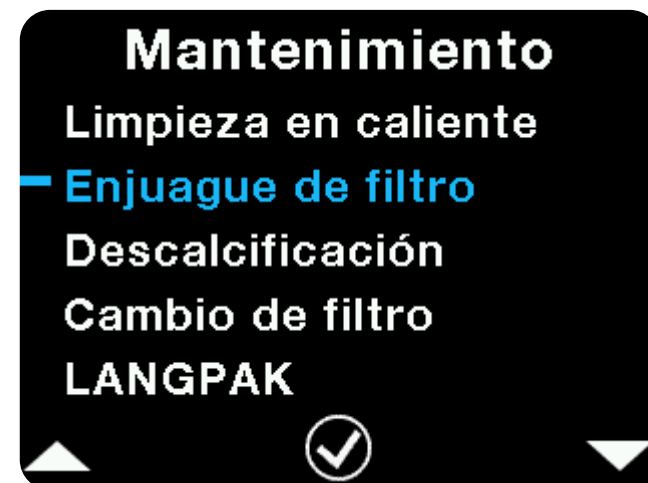 Mantenimiento
Limpieza en caliente
Enjuague de filtro
Descalcificación
Cambio de filtro
LANGPAK